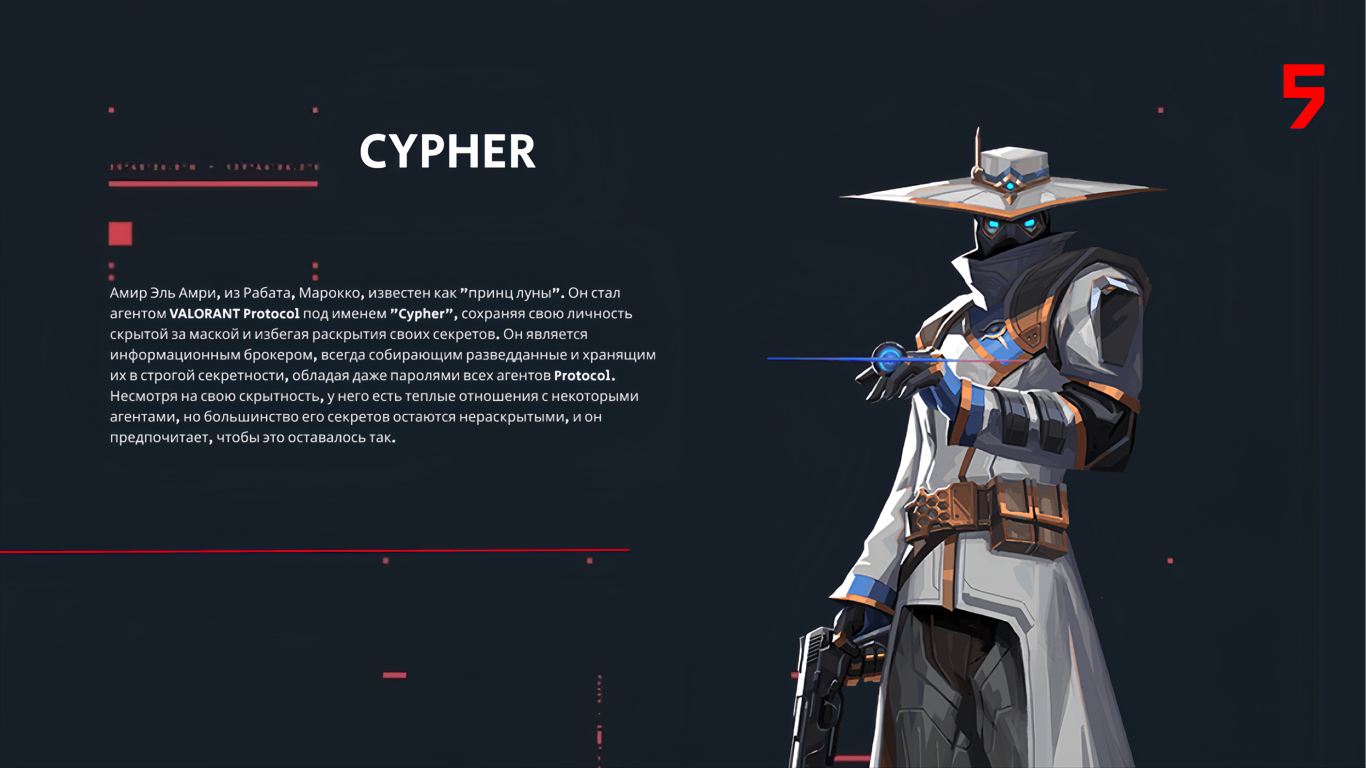 CYPHER
Амир Эль Амри, из Рабата, Марокко, известен как "принц луны". Он стал
агентом VALORANT Protocol под именем "Cypher", сохраняя свою личность
скрытой за маской и избегая раскрытия своих секретов. Он является
информационным брокером, всегда собирающим разведданные и хранящим
их в строгой секретности, обладая даже паролями всех агентов Protocol.
Несмотря на свою скрытность, у него есть теплые отношения с некоторыми
агентами, но большинство его секретов остаются нераскрытыми, и он
предпочитает, чтобы это оставалось так.